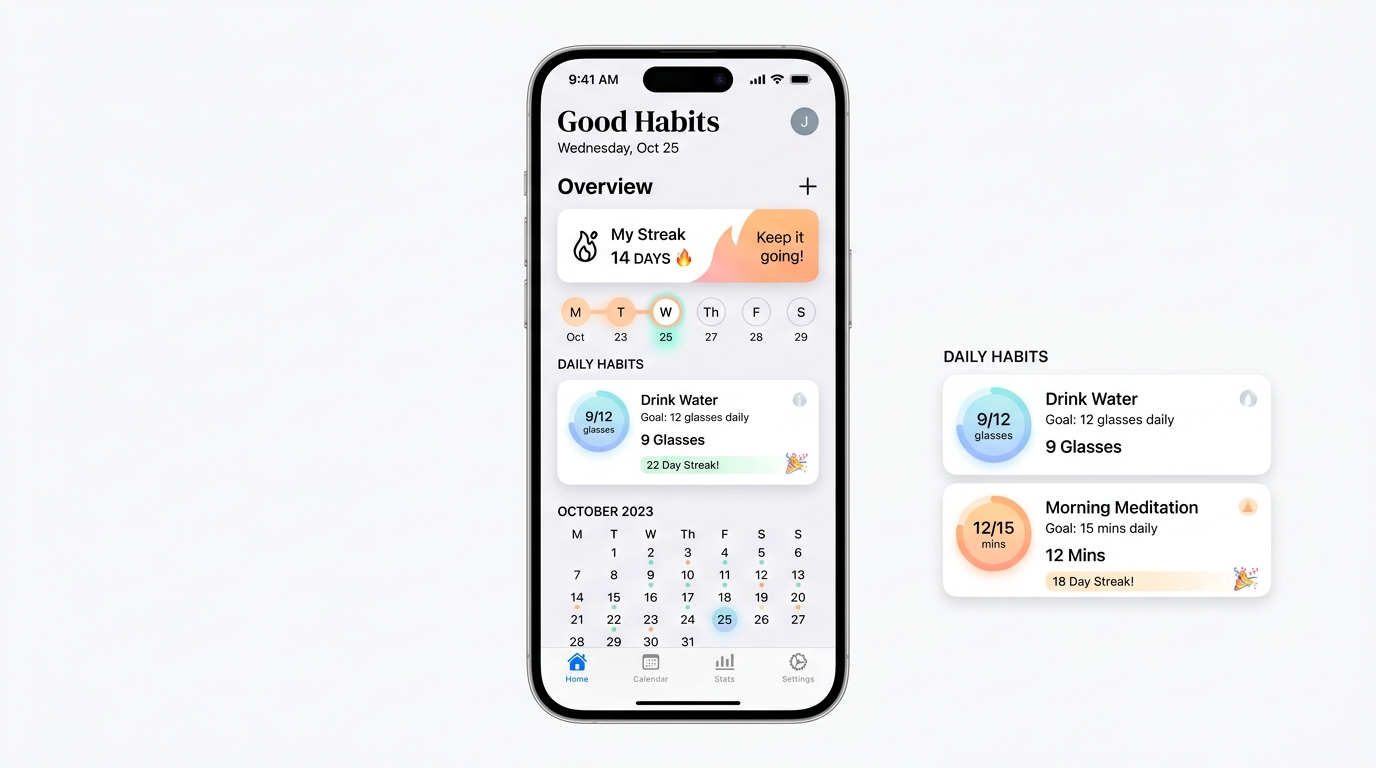 9:41 AM
Good Habits
J
Wednesday, Oct 25
Overview
My Streak
14 DAYS 🔥
Keep it
going!
M T W Th F S
Oct 23 25 27 28 29
DAILY HABITS
9/12
glasses
Drink Water
Goal: 12 glasses daily
9 Glasses
22 Day Streak!
OCTOBER 2023
M T W Th F S S
1 2 3 4 5 6
7 8 9 10 11 12 13
14 15 16 17 18 19 20
21 22 23 24 25 26 27
28 29 30 31
Home Calendar Stats Settings
DAILY HABITS
9/12
glasses
Drink Water
Goal: 12 glasses daily
9 Glasses
12/15
mins
Morning Meditation
Goal: 15 mins daily
12 Mins
18 Day Streak!